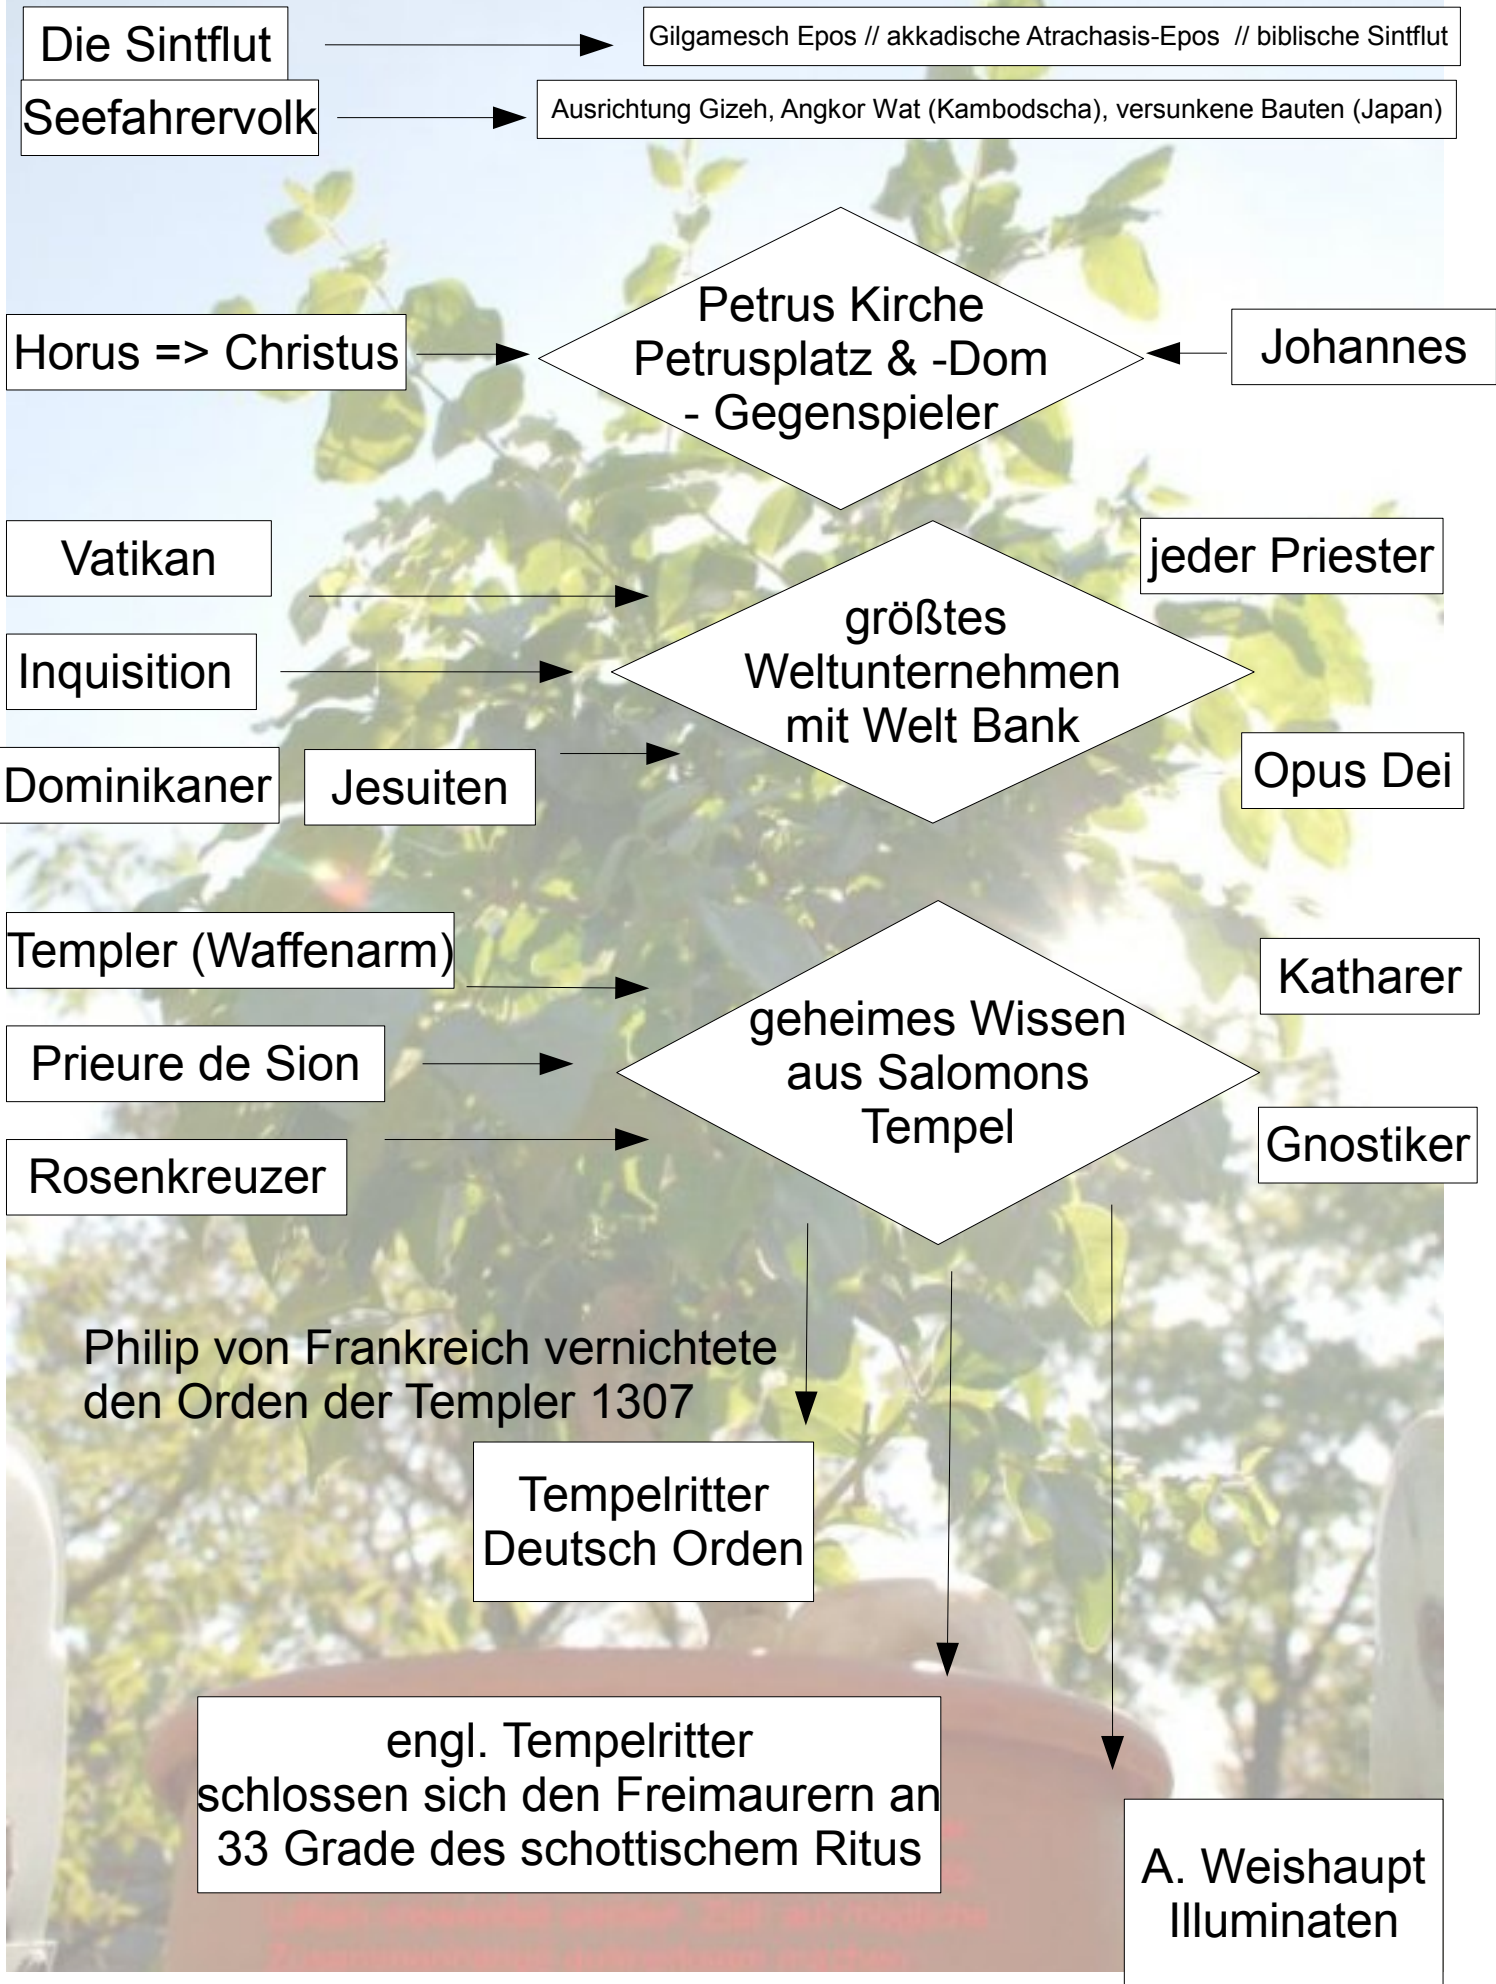 Die Sintflut
Gilgamesch Epos // akkadische Atrachasis-Epos // biblische Sintflut
Seefahrervolk
Ausrichtung Gizeh, Angkor Wat (Kambodscha), versunkene Bauten (Japan)
Horus => Christus
Petrus Kirche
Petrusplatz & -Dom
- Gegenspieler
Johannes
Vatikan
jeder Priester
Inquisition
größtes
Weltunternehmen
mit Welt Bank
Dominikaner
Jesuiten
Opus Dei
Templer (Waffenarm)
Katharer
Prieure de Sion
geheimes Wissen
aus Salomons
Tempel
Rosenkreuzer
Gnostiker
Philip von Frankreich vernichtete
den Orden der Templer 1307
Tempelritter
Deutsch Orden
engl. Tempelritter
schlossen sich den Freimaurern an
33 Grade des schottischem Ritus
A. Weishaupt
Illuminaten